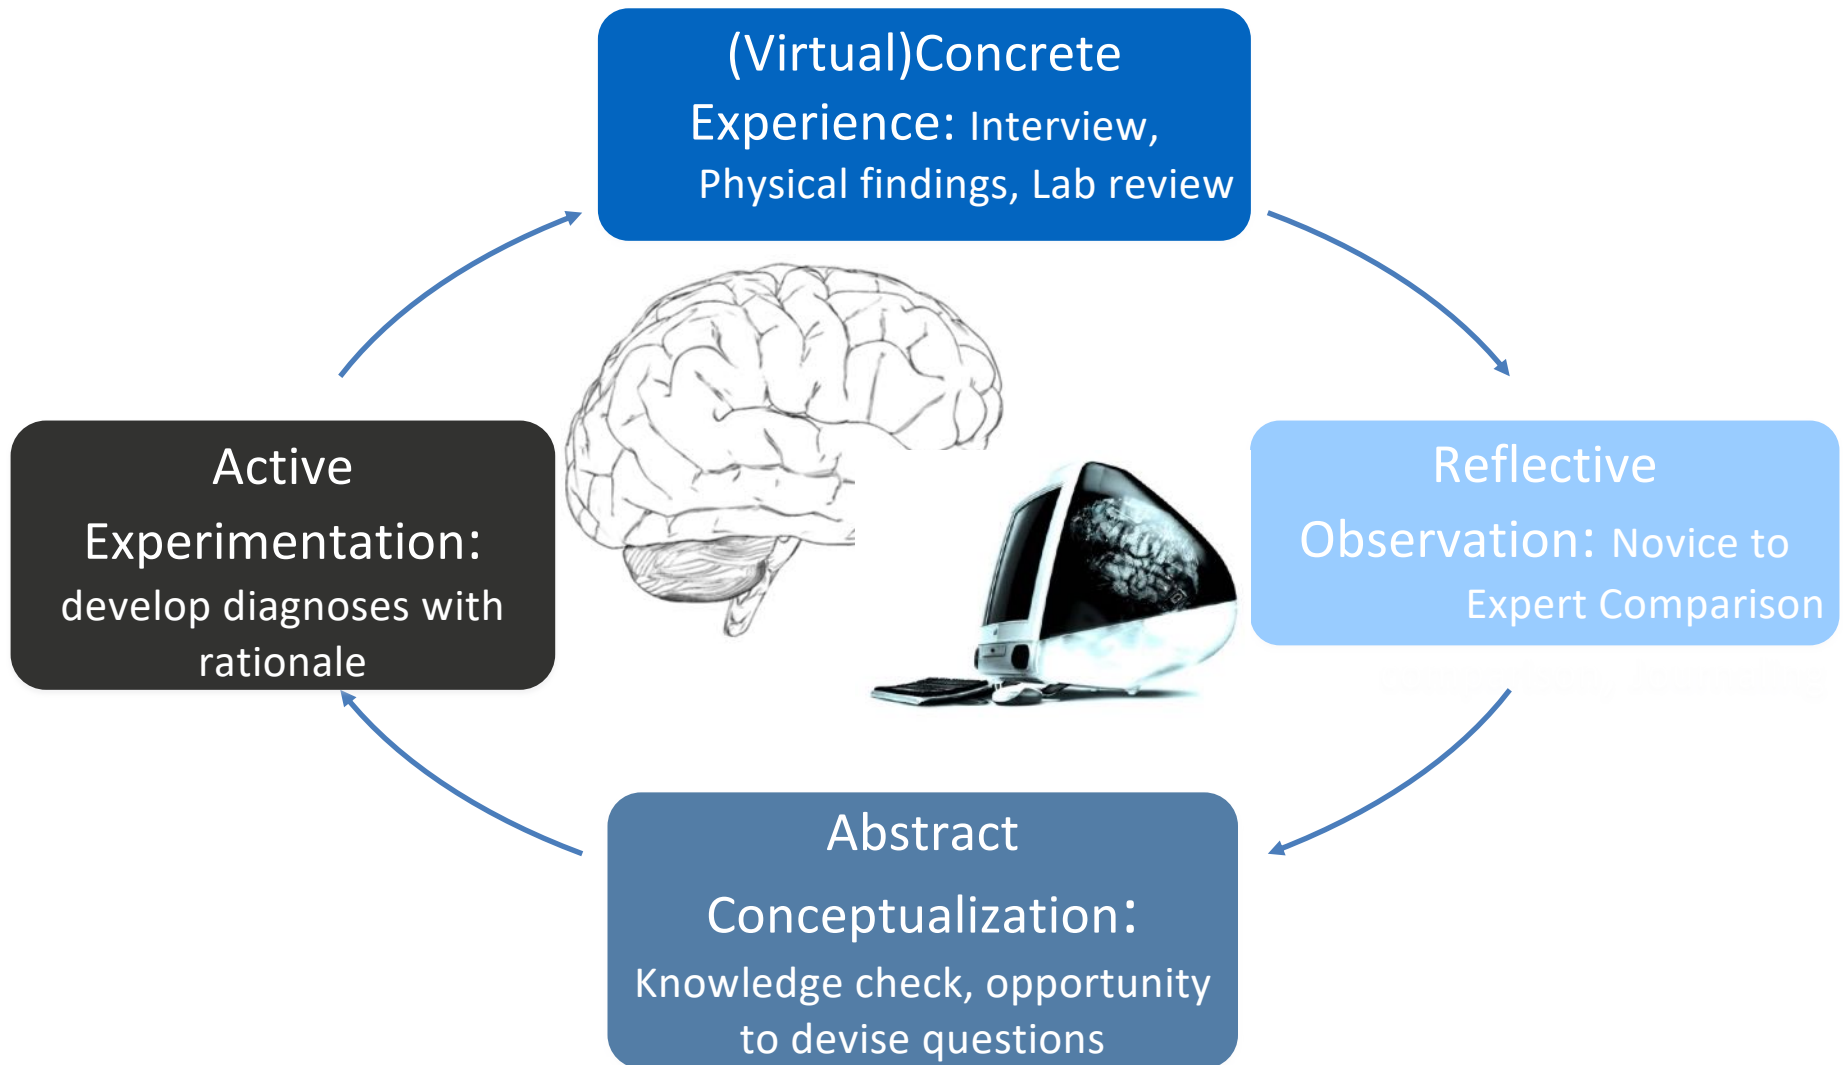 (Virtual)Concrete
Experience: Interview,
Physical findings, Lab review
Active
Experimentation:
develop diagnoses with
rationale
Reflective
Observation: Novice to
Expert Comparison
Abstract
Conceptualization:
Knowledge check, opportunity
to devise questions